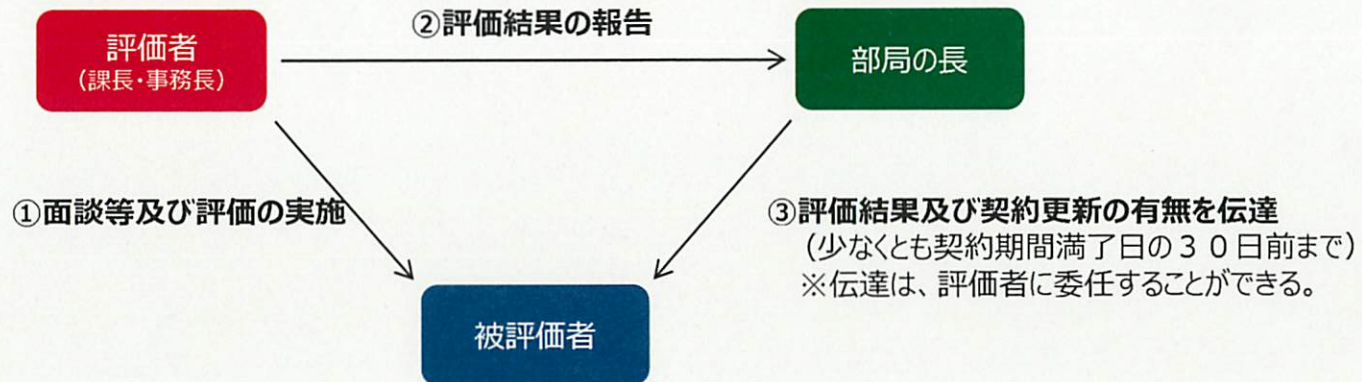 ②評価結果の報告
評価者
(課長・事務長)
部局の長
①面談等及び評価の実施
③評価結果及び契約更新の有無を伝達
(少なくとも契約期間満了日の30日前まで)
※伝達は、評価者に委任することができる。
被評価者